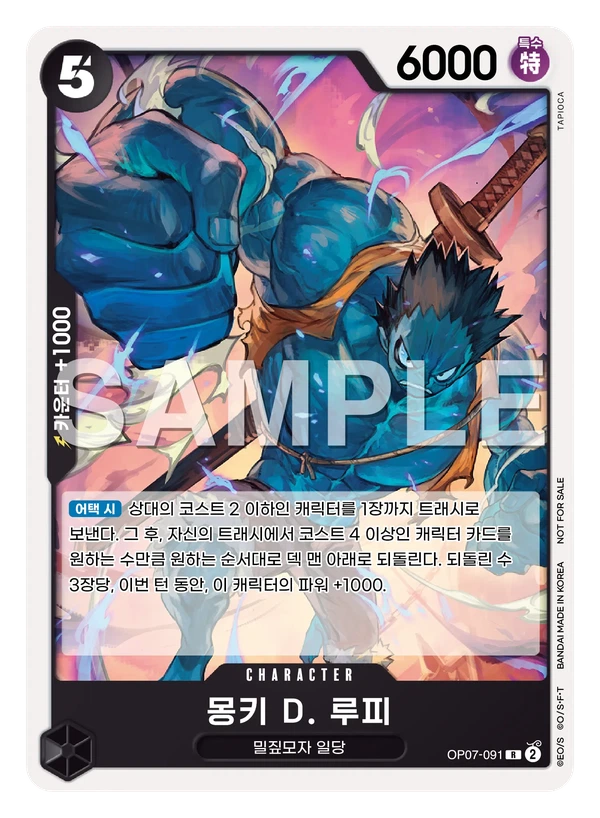 5
6000
특수
特
TAPIOCA
카운터 +1000
SAMPLE
어택 시 상대의 코스트 2 이하인 캐릭터를 1장까지 트래시로
보낸다. 그 후, 자신의 트래시에서 코스트 4 이상인 캐릭터 카드를
원하는 수만큼 원하는 순서대로 덱 맨 아래로 되돌린다. 되돌린 수
3장당, 이번 턴 동안, 이 캐릭터의 파워 +1000.
CHARACTER
몽키 D. 루피
밀짚모자 일당
OP07-091 R 2
©EO/S ©O/S·F·T BANDAI MADE IN KOREA NOT FOR SALE